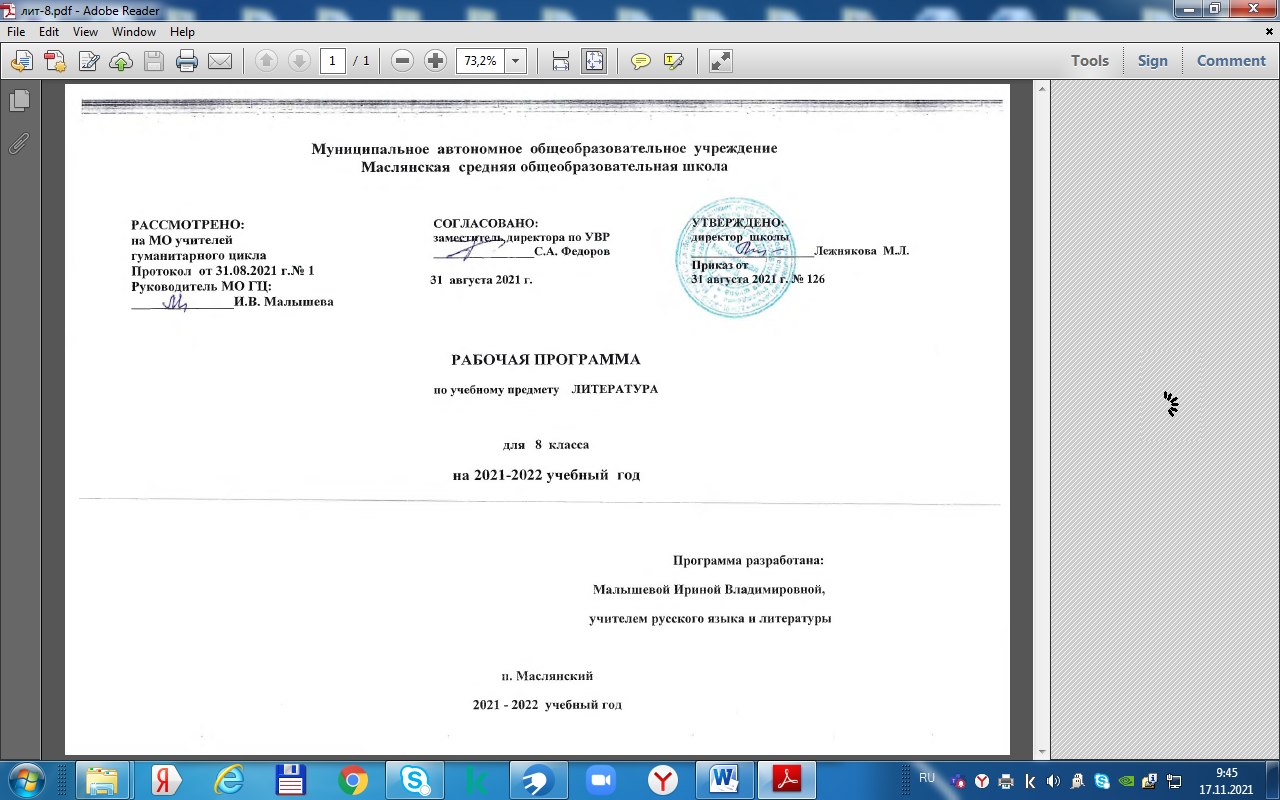 лит-8.pdf - Adobe Reader
File Edit View Window Help
1 / 1 73,2% Tools Sign Comment
Муниципальное автономное общеобразовательное учреждение
Маслянская средняя общеобразовательная школа
РАССМОТРЕНО:
на МО учителей
гуманитарного цикла
Протокол от 31.08.2021 г.№ 1
Руководитель МО ГЦ:
________________И.В. Малышева
СОГЛАСОВАНО:
заместитель директора по УВР
________________С.А. Федоров
31 августа 2021 г.
УТВЕРЖДЕНО:
директор школы
___________________Лежнякова М.Л.
Приказ от
31 августа 2021 г. № 126
РАБОЧАЯ ПРОГРАММА
по учебному предмету ЛИТЕРАТУРА
для 8 класса
на 2021-2022 учебный год
Программа разработана:
Малышевой Ириной Владимировной,
учителем русского языка и литературы
п. Маслянский
2021 - 2022 учебный год
RU
9:45
17.11.2021